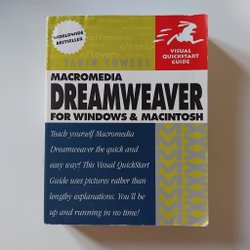 WORLDWIDE
BESTSELLER
VISUAL
QUICKSTART
GUIDE
TARIN TOWERS
MACROMEDIA
DREAMWEAVER
FOR WINDOWS & MACINTOSH
Teach yourself Macromedia
Dreamweaver the quick and
easy way! This Visual QuickStart
Guide uses pictures rather than
lengthy explanations. You'll be
up and running in no time!